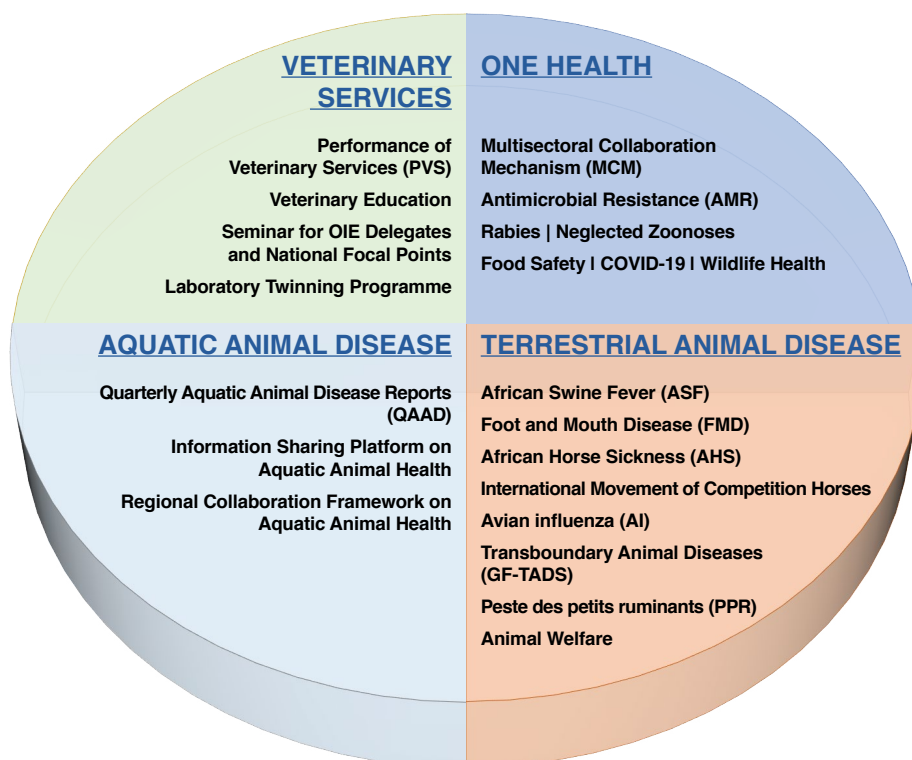 VETERINARY
SERVICES
Performance of
Veterinary Services (PVS)
Veterinary Education
Seminar for OIE Delegates
and National Focal Points
Laboratory Twinning Programme
ONE HEALTH
Multisectoral Collaboration
Mechanism (MCM)
Antimicrobial Resistance (AMR)
Rabies | Neglected Zoonoses
Food Safety l COVID-19 l Wildlife Health
AQUATIC ANIMAL DISEASE
Quarterly Aquatic Animal Disease Reports
(QAAD)
Information Sharing Platform on
Aquatic Animal Health
Regional Collaboration Framework on
Aquatic Animal Health
TERRESTRIAL ANIMAL DISEASE
African Swine Fever (ASF)
Foot and Mouth Disease (FMD)
African Horse Sickness (AHS)
International Movement of Competition Horses
Avian influenza (AI)
Transboundary Animal Diseases
(GF-TADS)
Peste des petits ruminants (PPR)
Animal Welfare